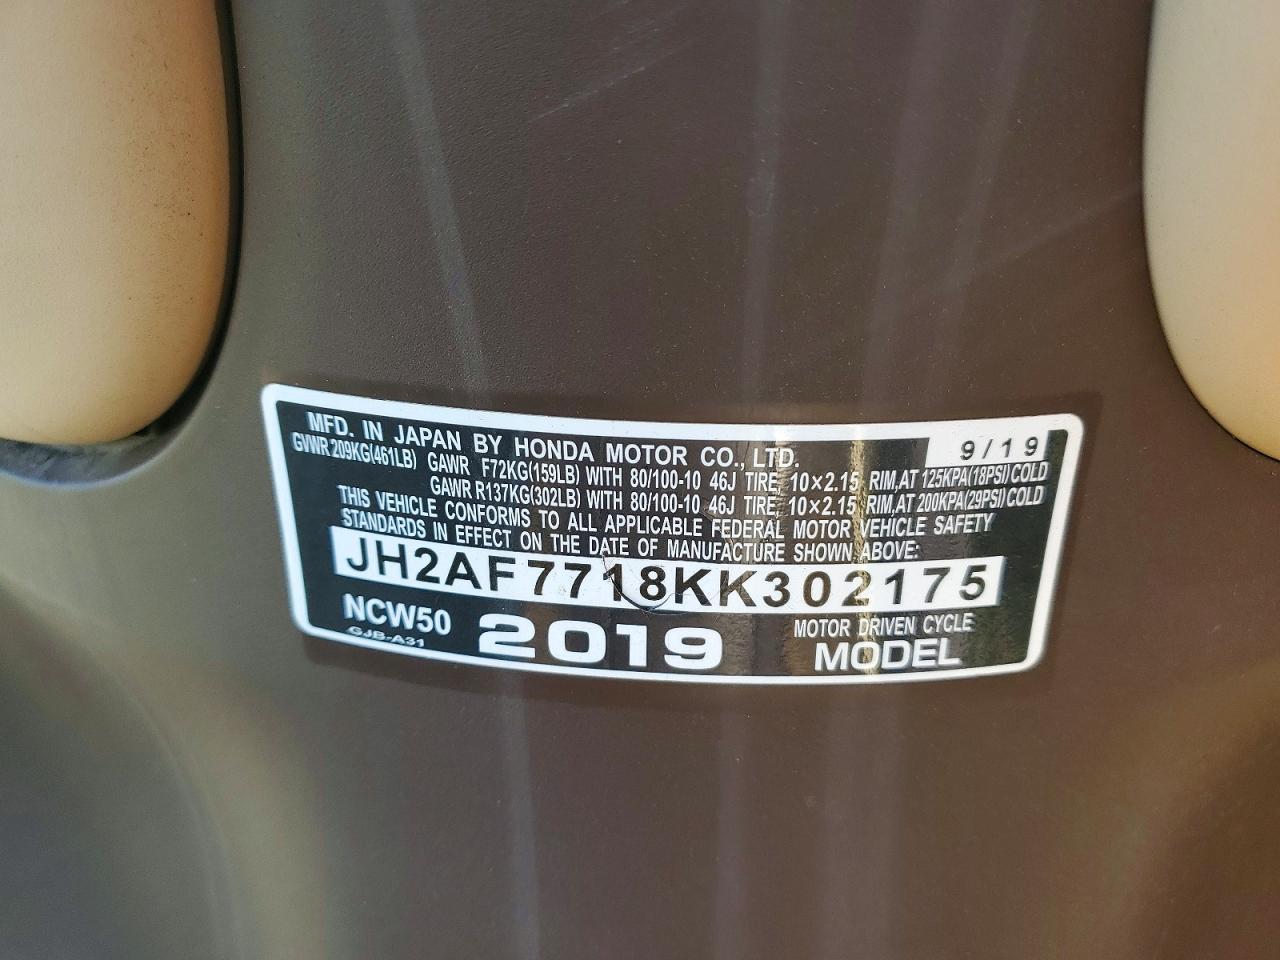 MFD. IN JAPAN BY HONDA MOTOR CO., LTD. 9/19
GVWR 209KG(461LB) GAWR F72KG(159LB) WITH 80/100-10 46J TIRE, 10×2.15 RIM,AT 125KPA(18PSI)COLD
GAWR R137KG(302LB) WITH 80/100-10 46J TIRE, 10×2.15 RIM,AT 200KPA(29PSI)COLD
THIS VEHICLE CONFORMS TO ALL APPLICABLE FEDERAL MOTOR VEHICLE SAFETY
STANDARDS IN EFFECT ON THE DATE OF MANUFACTURE SHOWN ABOVE:
JH2AF7718KK302175
NCW50 2019 MOTOR DRIVEN CYCLE
GJB-A31 MODEL